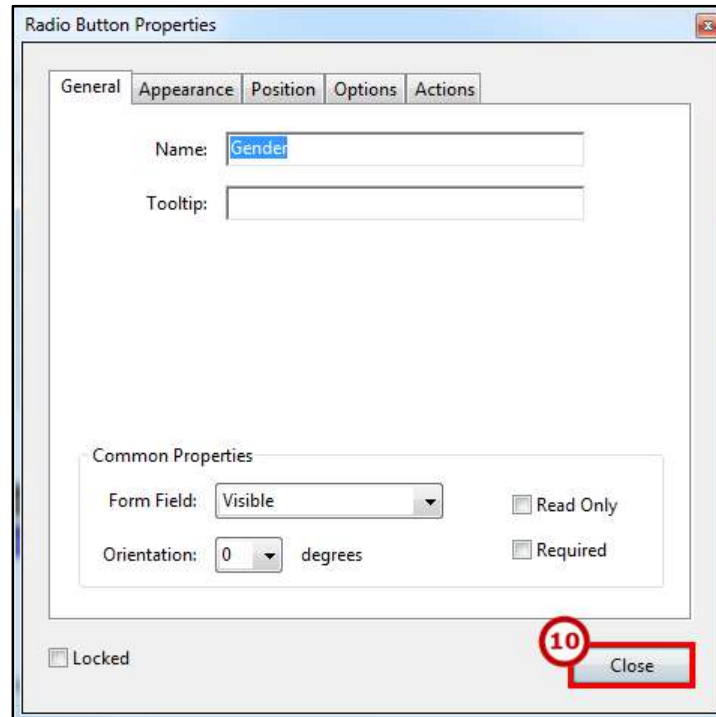 Radio Button Properties
General Appearance Position Options Actions
Name: Gender
Tooltip:
Common Properties
Form Field: Visible
Read Only
Orientation: 0 degrees
Required
10
Locked
Close